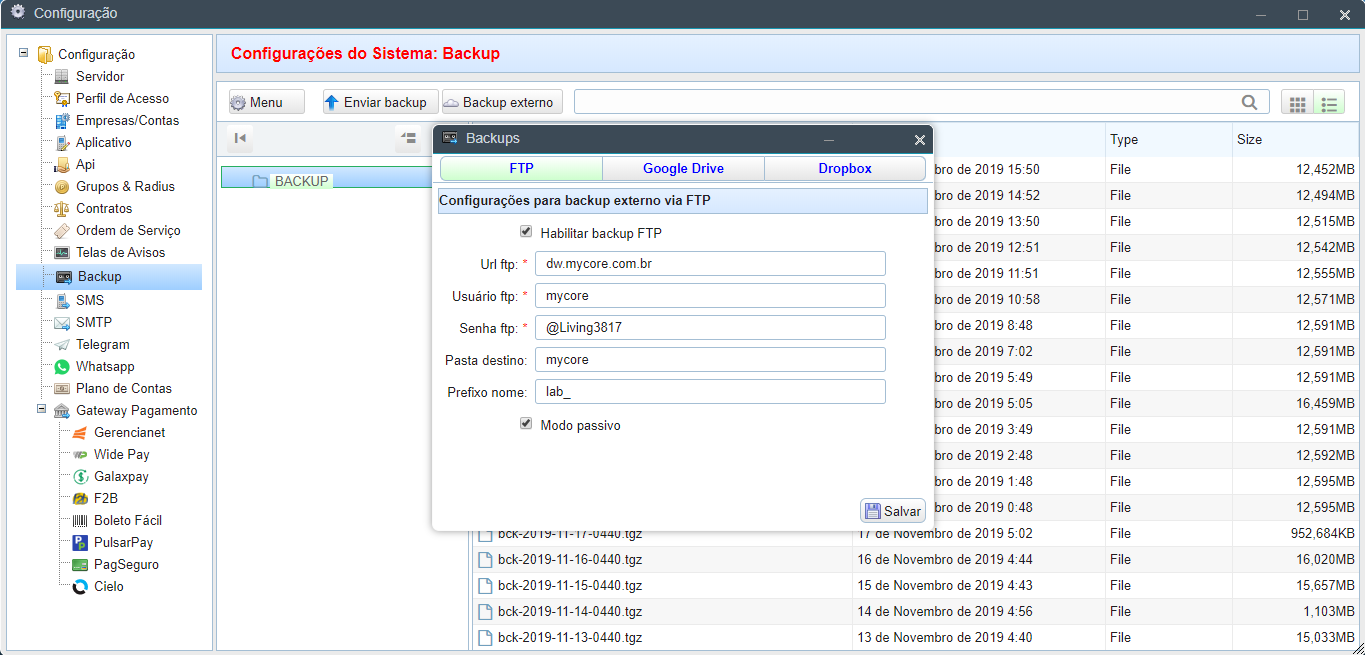 Configuração
Configuração
Servidor
Perfil de Acesso
Empresas/Contas
Aplicativo
Api
Grupos & Radius
Contratos
Ordem de Serviço
Telas de Avisos
Backup
SMS
SMTP
Telegram
Whatsapp
Plano de Contas
Gateway Pagamento
Gerencianet
Wide Pay
Galaxpay
F2B
Boleto Fácil
PulsarPay
PagSeguro
Cielo
Configurações do Sistema: Backup
Menu Enviar backup Backup externo
BACKUP
Type Size
bro de 2019 15:50 File 12,452MB
bro de 2019 14:52 File 12,494MB
bro de 2019 13:50 File 12,515MB
bro de 2019 12:51 File 12,542MB
bro de 2019 11:51 File 12,555MB
bro de 2019 10:58 File 12,571MB
bro de 2019 8:48 File 12,591MB
bro de 2019 7:02 File 12,591MB
bro de 2019 5:49 File 12,591MB
bro de 2019 5:05 File 16,459MB
bro de 2019 3:49 File 12,591MB
bro de 2019 2:48 File 12,592MB
bro de 2019 1:48 File 12,595MB
bro de 2019 0:48 File 12,595MB
bck-2019-11-17-0440.tgz 17 de Novembro de 2019 5:02 File 952,684KB
bck-2019-11-16-0440.tgz 16 de Novembro de 2019 4:44 File 16,020MB
bck-2019-11-15-0440.tgz 15 de Novembro de 2019 4:43 File 15,657MB
bck-2019-11-14-0440.tgz 14 de Novembro de 2019 4:56 File 1,103MB
bck-2019-11-13-0440.tgz 13 de Novembro de 2019 4:40 File 15,033MB
Backups
FTP Google Drive Dropbox
Configurações para backup externo via FTP
Habilitar backup FTP
Url ftp: * dw.mycore.com.br
Usuário ftp: * mycore
Senha ftp: * @Living3817
Pasta destino: mycore
Prefixo nome: lab_
Modo passivo
Salvar